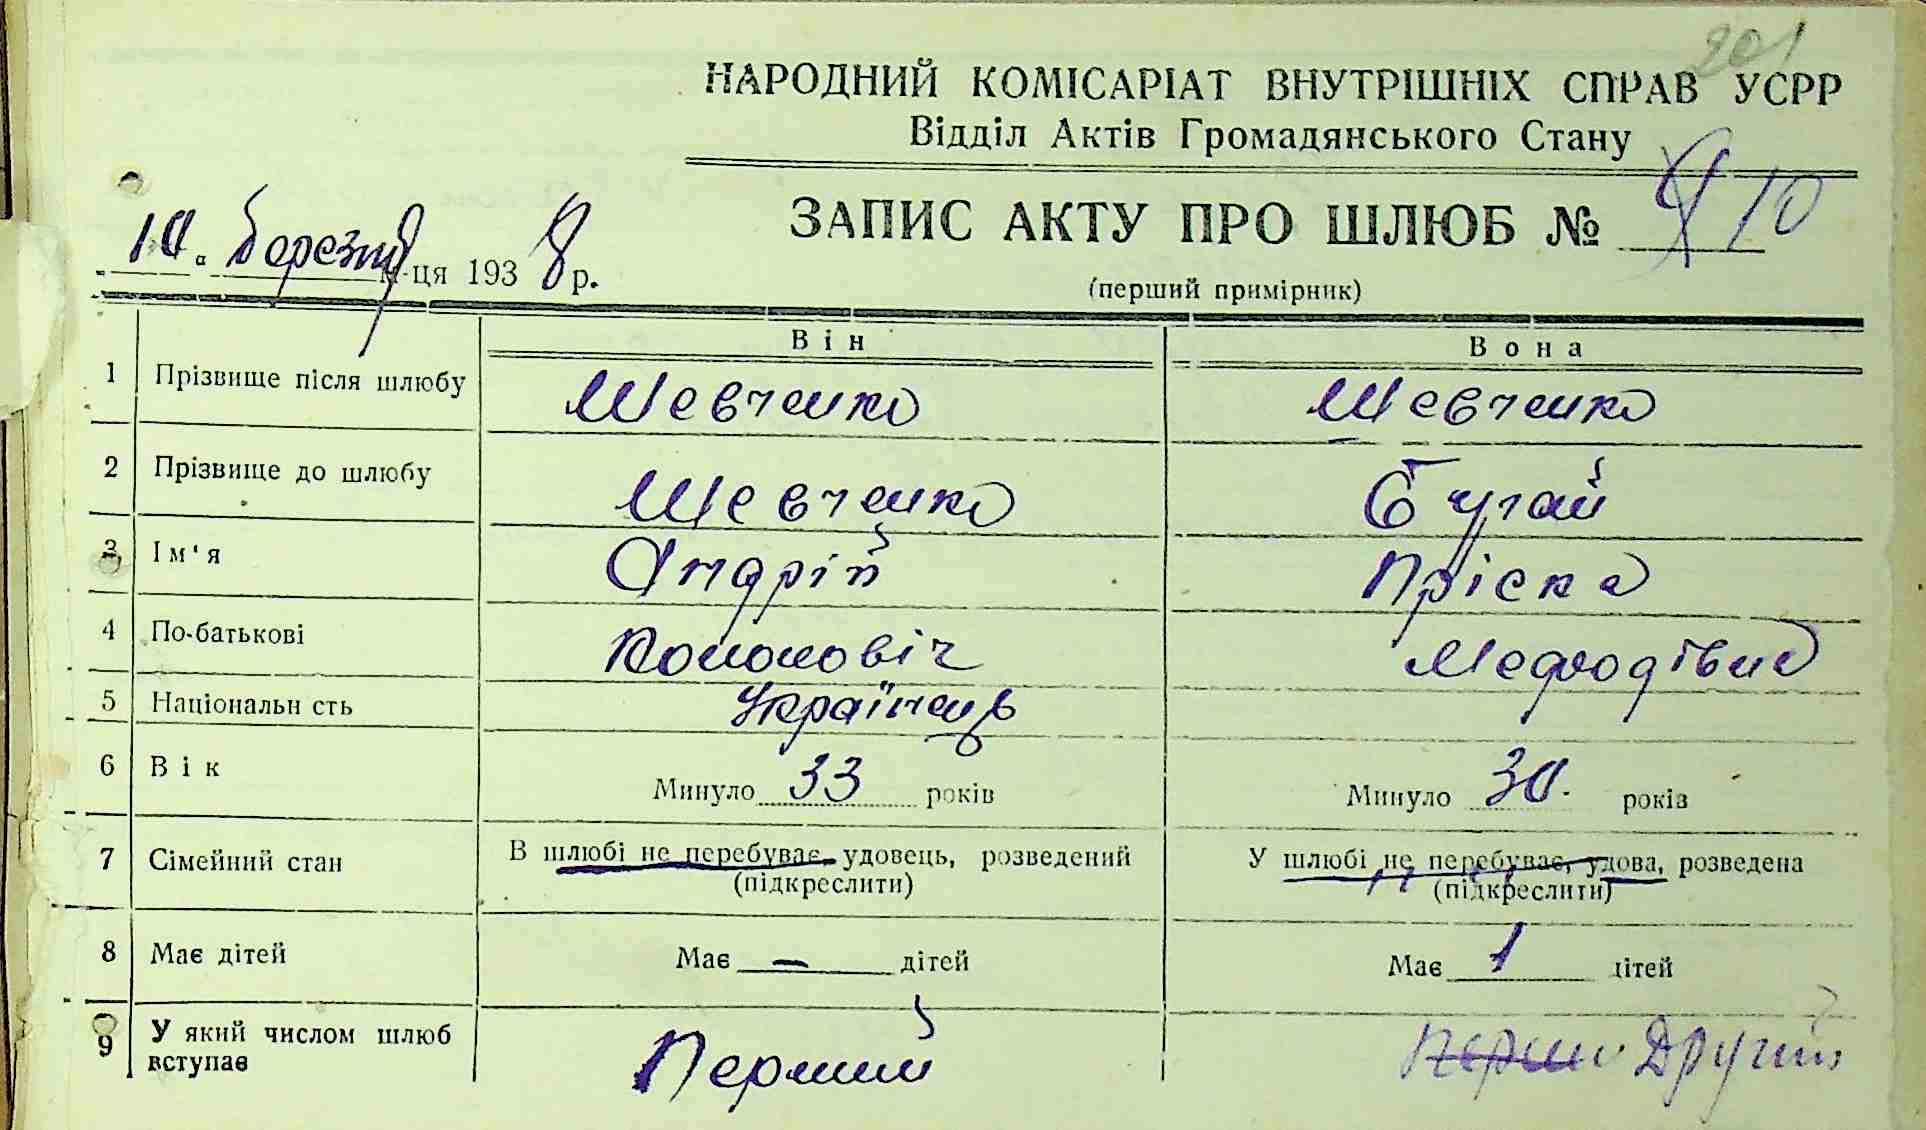 201
НАРОДНИЙ КОМІСАРІАТ ВНУТРІШНІХ СПРАВ УСРР
Відділ Актів Громадянського Стану
ЗАПИС АКТУ ПРО ШЛЮБ № 10
10 " березня м-ця 1938 р.
(перший примірник)
Він Вона
1 Прізвище після шлюбу Шевченко Шевченко
2 Прізвище до шлюбу Шевченко Бугай
3 Ім'я Андрій Пріска
4 По-батькові Кононовіч Мефодівна
5 Національн сть Українець
6 Вік Минуло 33 років Минуло 30. років
7 Сімейний стан В шлюбі не перебуває, удовець, розведений У шлюбі не перебуває, удова, розведена
(підкреслити) (підкреслити)
8 Має дітей Має — дітей Має 1 дітей
9 У який числом шлюб вступає Перший Перши Другий